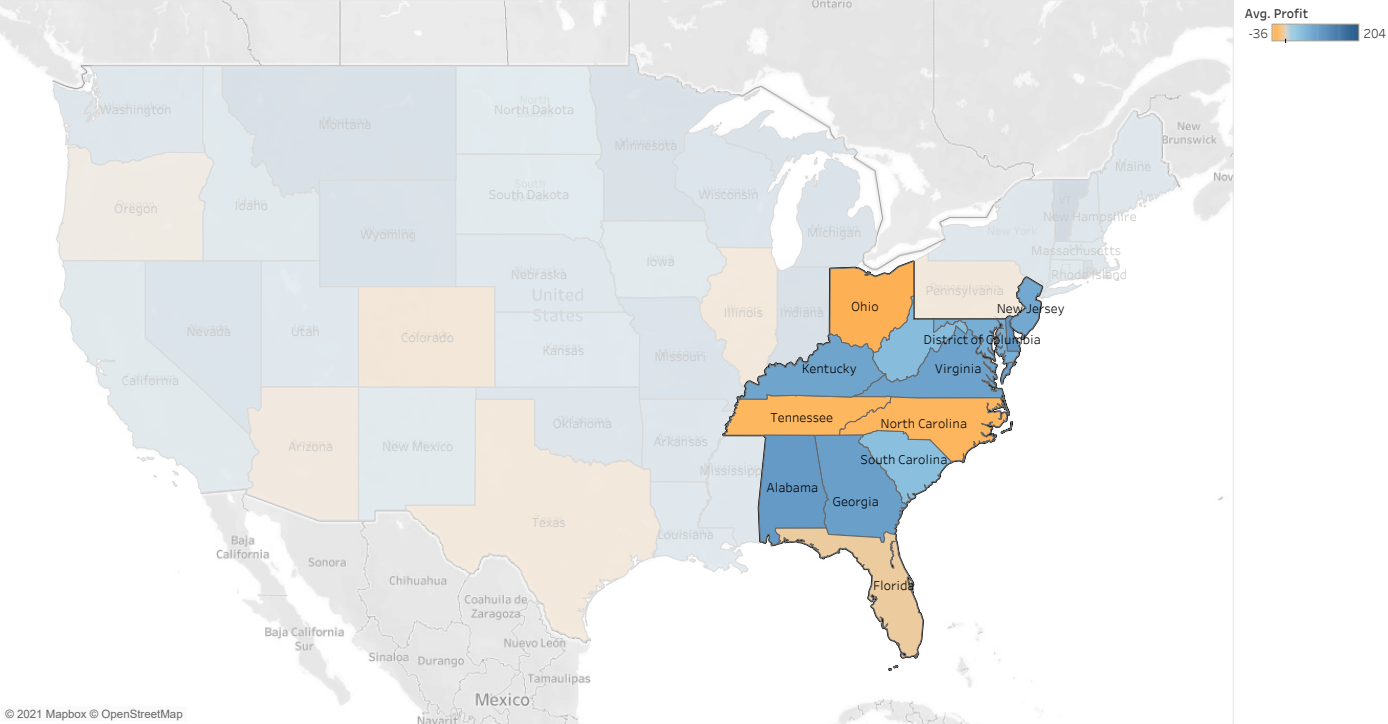 Ontario
Avg. Profit
-36
204
Washington
North Dakota
Montana
Minnesota
New
Brunswick
Maine
Oregon
Idaho
South Dakota
Wisconsin
Nov
New Hampshire
VT
Wyoming
Michigan
New York
Massachusetts
Iowa
Nebraska
Rhode Island
Pennsylvania
United
States
Ohio
New Jersey
Illinois
Indiana
Nevada
Utah
Colorado
Kansas
Missouri
District of Columbia
Kentucky
Virginia
California
Tennessee
North Carolina
Oklahoma
Arkansas
Arizona
New Mexico
Mississippi
South Carolina
Alabama
Georgia
Texas
Louisiana
Baja
California
Sonora
Chihuahua
Florida
Coahuila de
Zaragoza
Baja California
Sur
Nuevo León
Sinaloa
Durango
Tamaulipas
Mexico
Nayarit
© 2021 Mapbox © OpenStreetMap